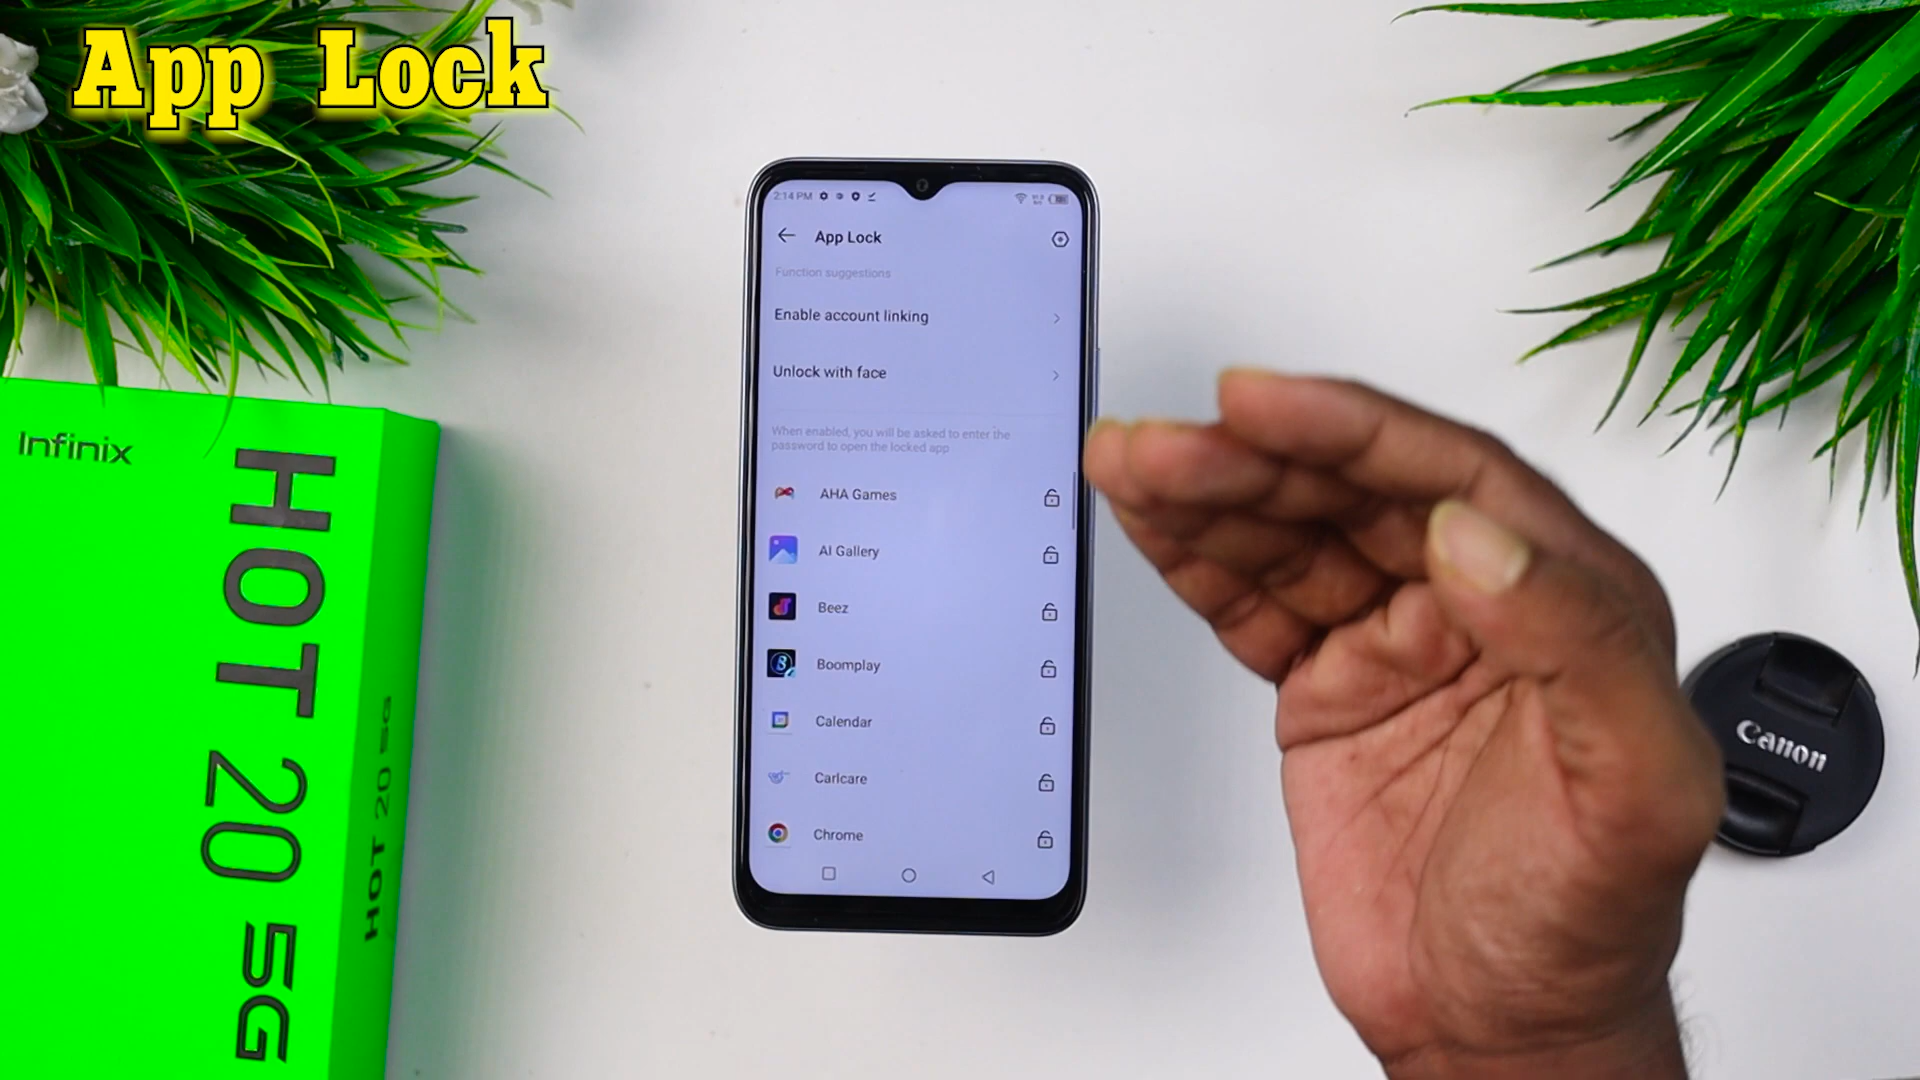 App Lock
2:14 PM
App Lock
Function suggestions
Enable account linking
Unlock with face
When enabled, you will be asked to enter the
password to open the locked app
AHA Games
AI Gallery
Beez
Boomplay
Calendar
Carlcare
Chrome
Infinix
HOT 20 5G
HOT 20 5G
Canon